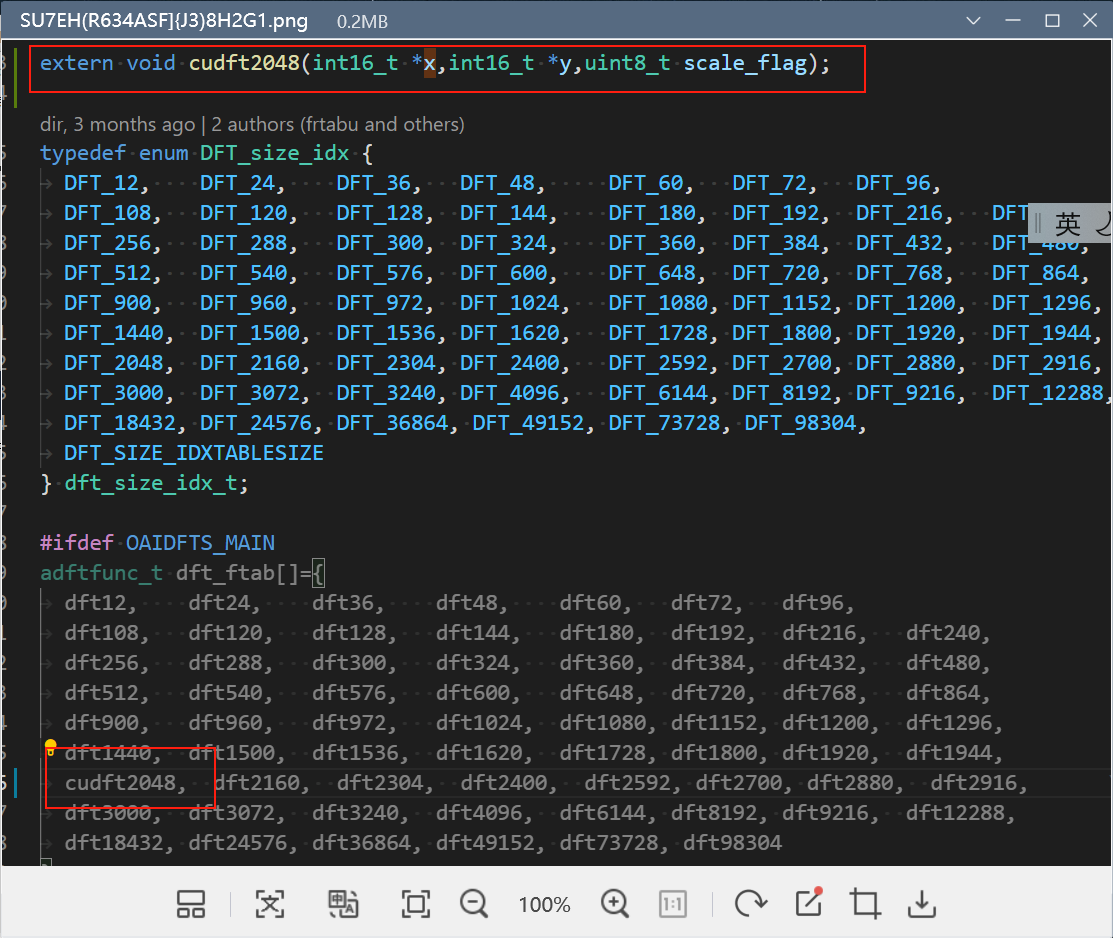 SU7EH(R634ASF]{J3)8H2G1.png 0.2MB
extern void cudft2048(int16_t *x,int16_t *y,uint8_t scale_flag);
dir, 3 months ago | 2 authors (frtabu and others)
typedef enum DFT_size_idx {
DFT_12, DFT_24, DFT_36, DFT_48, DFT_60, DFT_72, DFT_96,
DFT_108, DFT_120, DFT_128, DFT_144, DFT_180, DFT_192, DFT_216, DFT
英
DFT_256, DFT_288, DFT_300, DFT_324, DFT_360, DFT_384, DFT_432, DFT_480,
DFT_512, DFT_540, DFT_576, DFT_600, DFT_648, DFT_720, DFT_768, DFT_864,
DFT_900, DFT_960, DFT_972, DFT_1024, DFT_1080, DFT_1152, DFT_1200, DFT_1296,
DFT_1440, DFT_1500, DFT_1536, DFT_1620, DFT_1728, DFT_1800, DFT_1920, DFT_1944,
DFT_2048, DFT_2160, DFT_2304, DFT_2400, DFT_2592, DFT_2700, DFT_2880, DFT_2916,
DFT_3000, DFT_3072, DFT_3240, DFT_4096, DFT_6144, DFT_8192, DFT_9216, DFT_12288,
DFT_18432, DFT_24576, DFT_36864, DFT_49152, DFT_73728, DFT_98304,
DFT_SIZE_IDXTABLESIZE
} dft_size_idx_t;
#ifdef OAIDFTS_MAIN
adftfunc_t dft_ftab[]={
dft12, dft24, dft36, dft48, dft60, dft72, dft96,
dft108, dft120, dft128, dft144, dft180, dft192, dft216, dft240,
dft256, dft288, dft300, dft324, dft360, dft384, dft432, dft480,
dft512, dft540, dft576, dft600, dft648, dft720, dft768, dft864,
dft900, dft960, dft972, dft1024, dft1080, dft1152, dft1200, dft1296,
dft1440, dft1500, dft1536, dft1620, dft1728, dft1800, dft1920, dft1944,
cudft2048, dft2160, dft2304, dft2400, dft2592, dft2700, dft2880, dft2916,
dft3000, dft3072, dft3240, dft4096, dft6144, dft8192, dft9216, dft12288,
dft18432, dft24576, dft36864, dft49152, dft73728, dft98304
100% 1:1